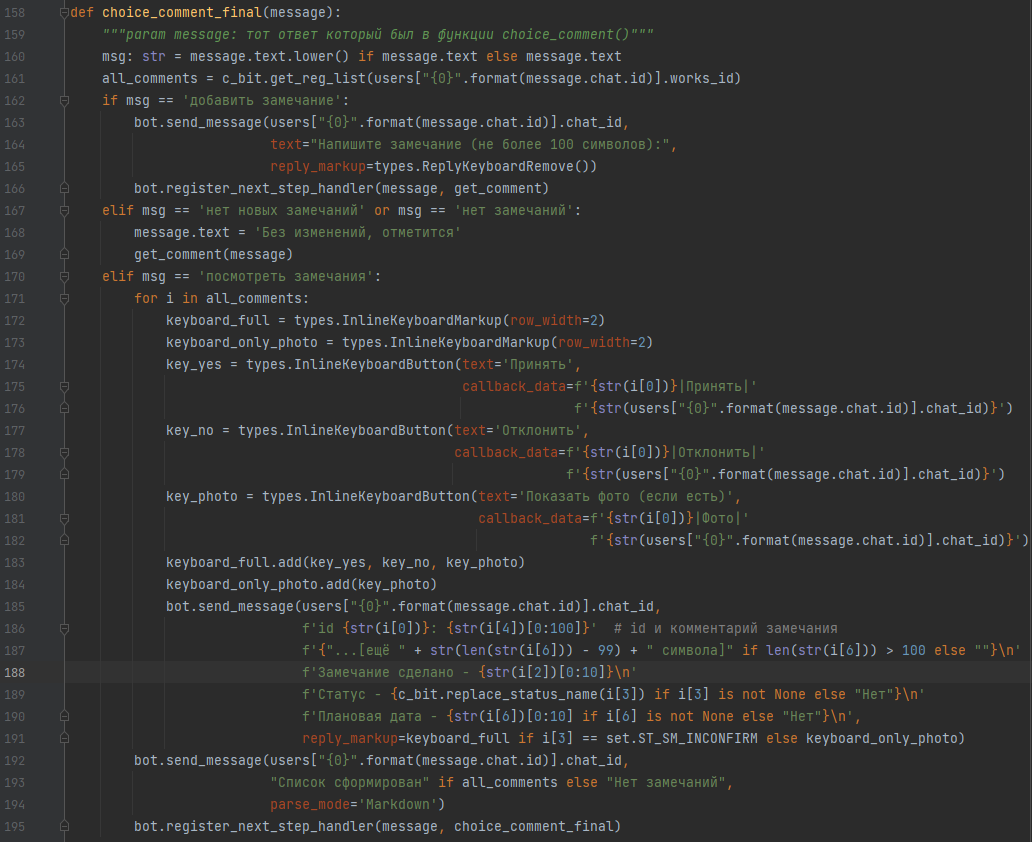 158 def choice_comment_final(message):
159     """param message: тот ответ который был в функции choice_comment()"""
160     msg: str = message.text.lower() if message.text else message.text
161     all_comments = c_bit.get_reg_list(users["{0}".format(message.chat.id)].works_id)
162     if msg == 'добавить замечание':
163         bot.send_message(users["{0}".format(message.chat.id)].chat_id,
164                          text="Напишите замечание (не более 100 символов):",
165                          reply_markup=types.ReplyKeyboardRemove())
166         bot.register_next_step_handler(message, get_comment)
167     elif msg == 'нет новых замечаний' or msg == 'нет замечаний':
168         message.text = 'Без изменений, отметится'
169         get_comment(message)
170     elif msg == 'посмотреть замечания':
171         for i in all_comments:
172             keyboard_full = types.InlineKeyboardMarkup(row_width=2)
173             keyboard_only_photo = types.InlineKeyboardMarkup(row_width=2)
174             key_yes = types.InlineKeyboardButton(text='Принять',
175                                                  callback_data=f'{str(i[0])}|Принять|'
176                                                                f'{str(users["{0}".format(message.chat.id)].chat_id)}')
177             key_no = types.InlineKeyboardButton(text='Отклонить',
178                                                 callback_data=f'{str(i[0])}|Отклонить|'
179                                                               f'{str(users["{0}".format(message.chat.id)].chat_id)}')
180             key_photo = types.InlineKeyboardButton(text='Показать фото (если есть)',
181                                                    callback_data=f'{str(i[0])}|Фото|'
182                                                                  f'{str(users["{0}".format(message.chat.id)].chat_id)}')
183             keyboard_full.add(key_yes, key_no, key_photo)
184             keyboard_only_photo.add(key_photo)
185             bot.send_message(users["{0}".format(message.chat.id)].chat_id,
186                              f'id {str(i[0])}: {str(i[4])[0:100]}'  # id и комментарий замечания
187                              f'{"...[ещё " + str(len(str(i[6])) - 99) + " символа]" if len(str(i[6])) > 100 else ""}\n'
188                              f'Замечание сделано - {str(i[2])[0:10]}\n'
189                              f'Статус - {c_bit.replace_status_name(i[3]) if i[3] is not None else "Нет"}\n'
190                              f'Плановая дата - {str(i[6])[0:10] if i[6] is not None else "Нет"}\n',
191                              reply_markup=keyboard_full if i[3] == set.ST_SM_INCONFIRM else keyboard_only_photo)
192         bot.send_message(users["{0}".format(message.chat.id)].chat_id,
193                          "Список сформирован" if all_comments else "Нет замечаний",
194                          parse_mode='Markdown')
195         bot.register_next_step_handler(message, choice_comment_final)